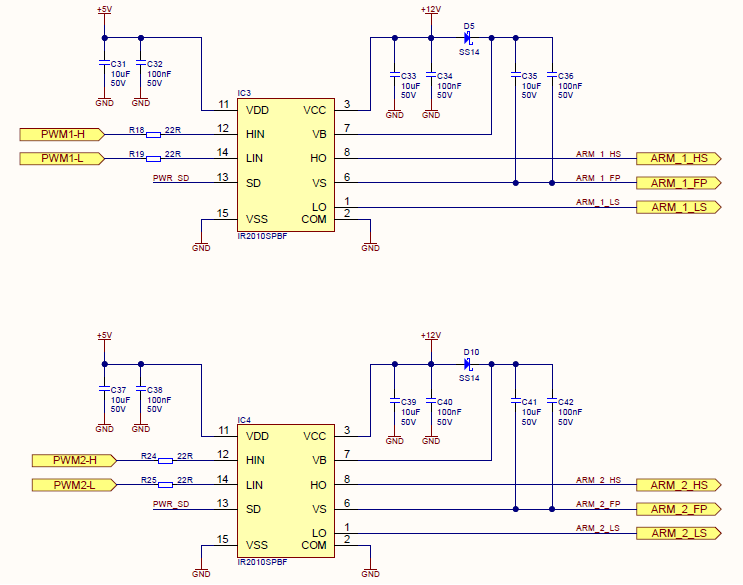 +5V
+12V
D5
SS14
C31
10uF
50V
C32
100nF
50V
C33
10uF
50V
C34
100nF
50V
C35
10uF
50V
C36
100nF
50V
GND
GND
GND
GND
IC3
11 VDD VCC 3
PWM1-H R18 22R 12 HIN VB 7
PWM1-L R19 22R 14 LIN HO 8 ARM_1_HS ARM_1_HS
PWR_SD 13 SD VS 6 ARM_1_FP ARM_1_FP
LO 1 ARM_1_LS ARM_1_LS
15 VSS COM 2
IR2010SPBF
GND
GND
+5V
+12V
D10
SS14
C37
10uF
50V
C38
100nF
50V
C39
10uF
50V
C40
100nF
50V
C41
10uF
50V
C42
100nF
50V
GND
GND
GND
GND
IC4
11 VDD VCC 3
PWM2-H R24 22R 12 HIN VB 7
PWM2-L R25 22R 14 LIN HO 8 ARM_2_HS ARM_2_HS
PWR_SD 13 SD VS 6 ARM_2_FP ARM_2_FP
LO 1 ARM_2_LS ARM_2_LS
15 VSS COM 2
IR2010SPBF
GND
GND